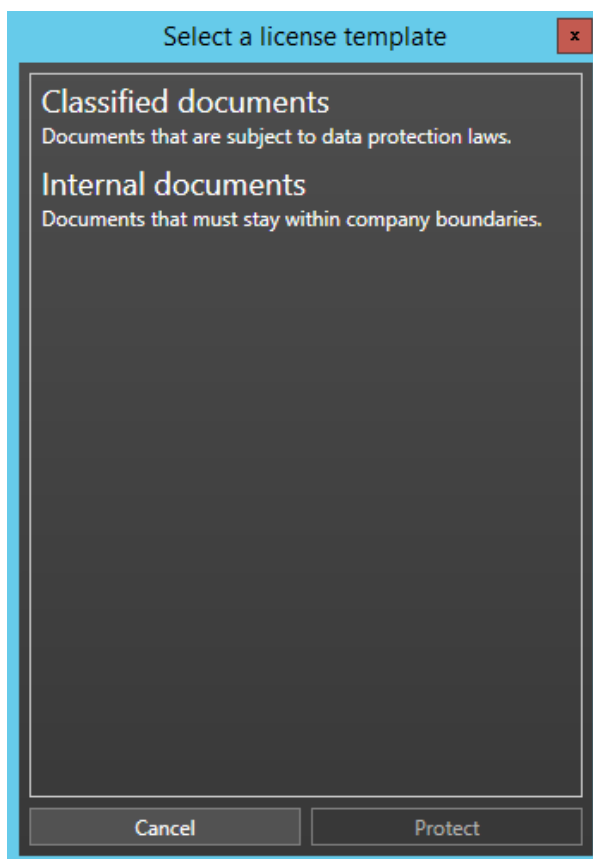 Select a license template
x
Classified documents
Documents that are subject to data protection laws.
Internal documents
Documents that must stay within company boundaries.
Cancel
Protect